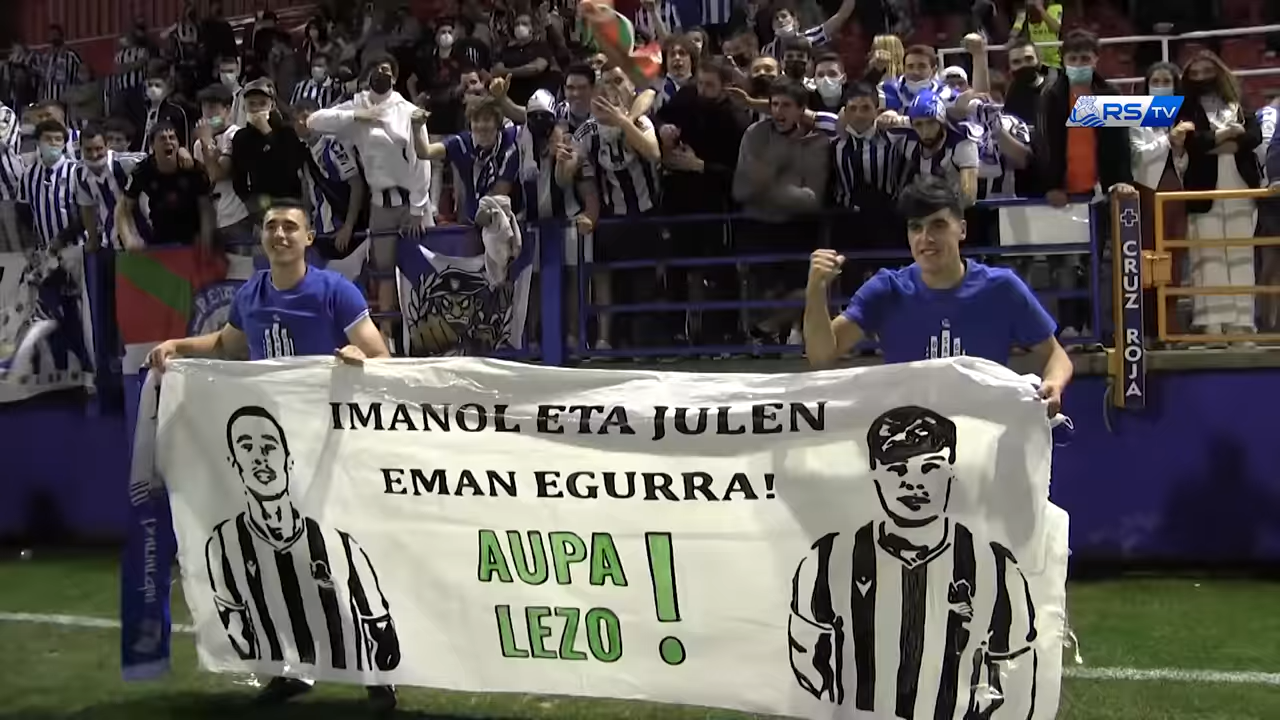 RS TV
CRUZ ROJA
IMANOL ETA JULEN
EMAN EGURRA!
AUPA
LEZO!